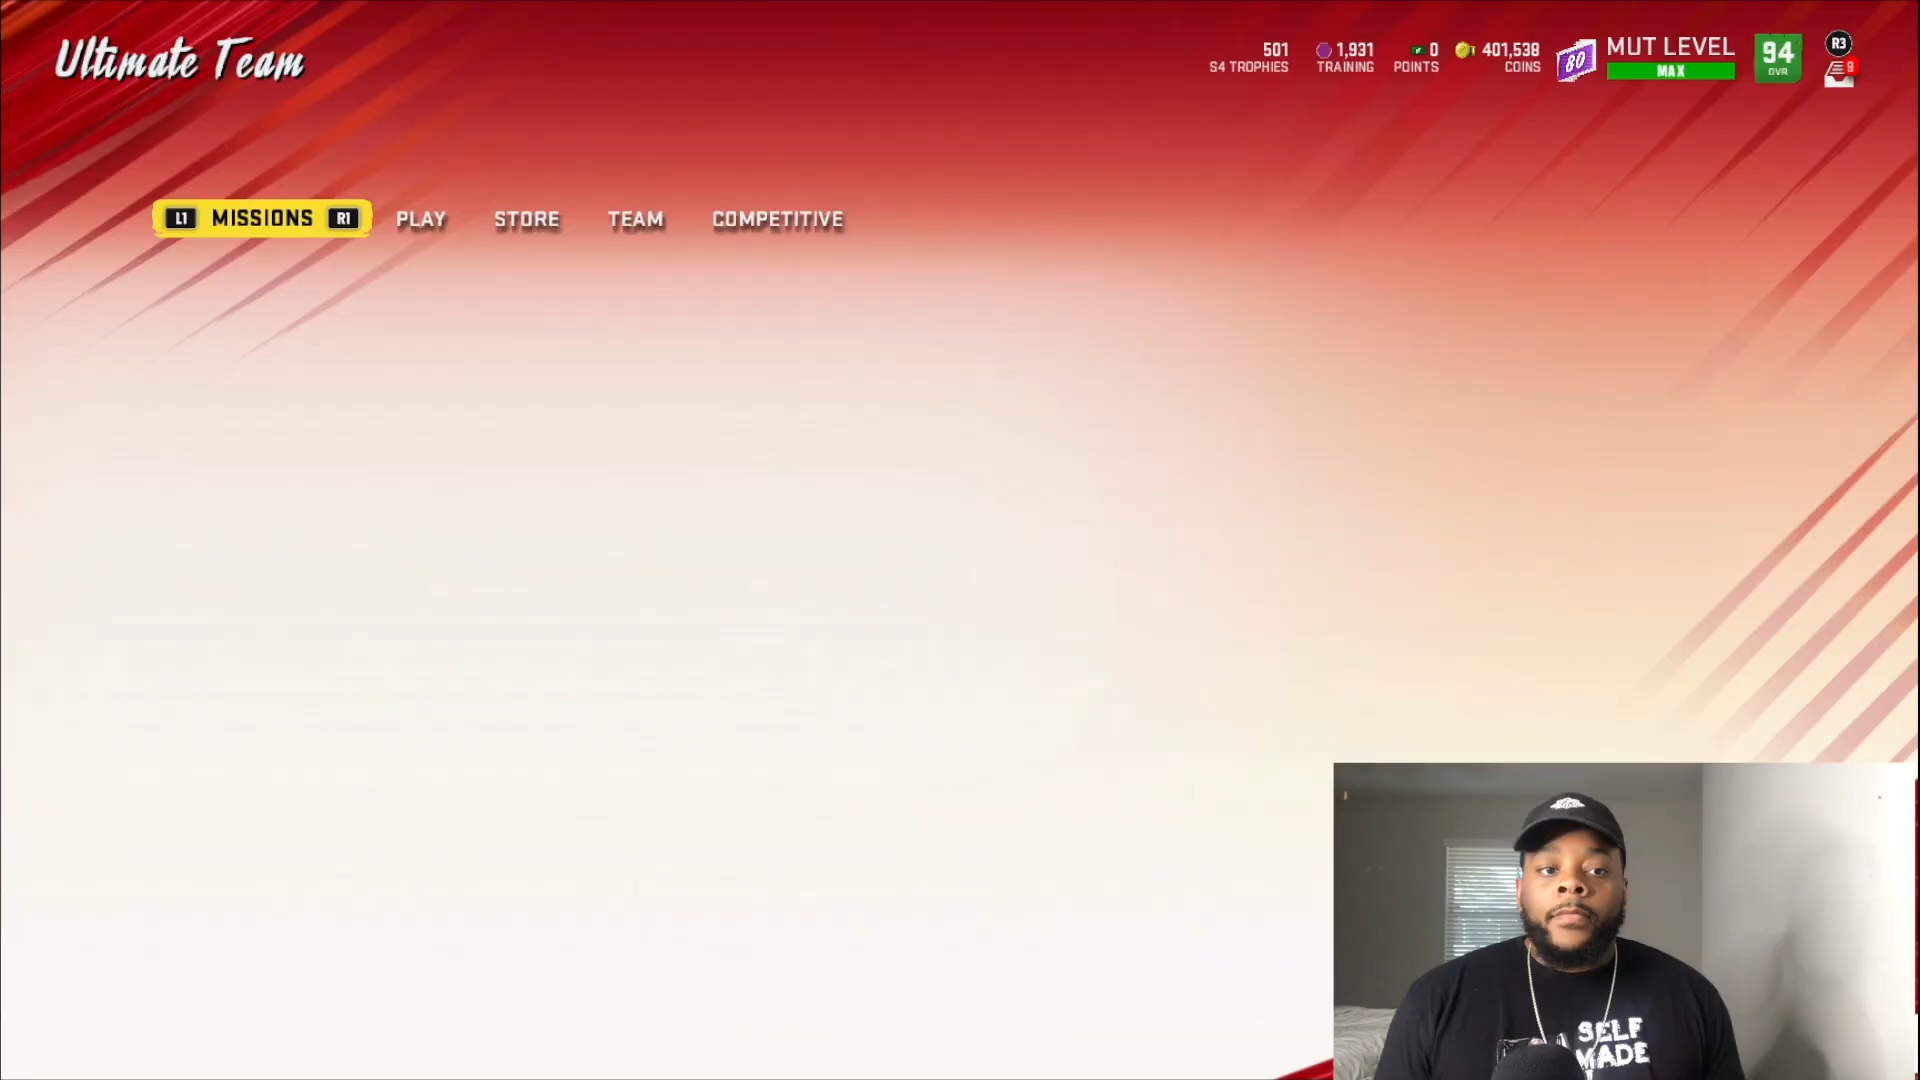 Ultimate Team
501
S4 TROPHIES
1,931
TRAINING
0
POINTS
401,538
COINS
80
MUT LEVEL
MAX
94
OVR
R3
9
L1 MISSIONS R1 PLAY STORE TEAM COMPETITIVE
SELF
MADE